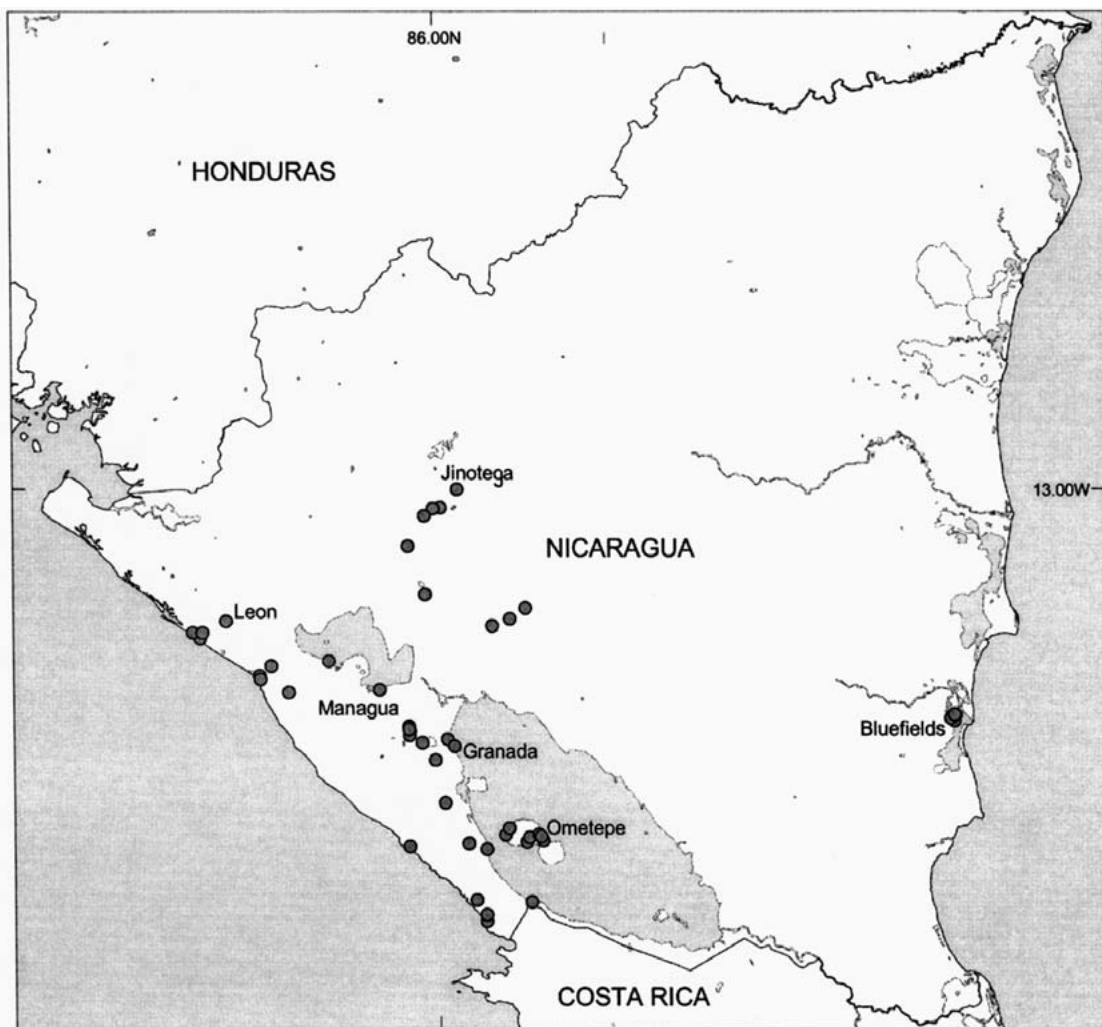 86.00N
HONDURAS
Jinotega
13.00W
NICARAGUA
Leon
Managua
Granada
Bluefields
Ometepe
COSTA RICA